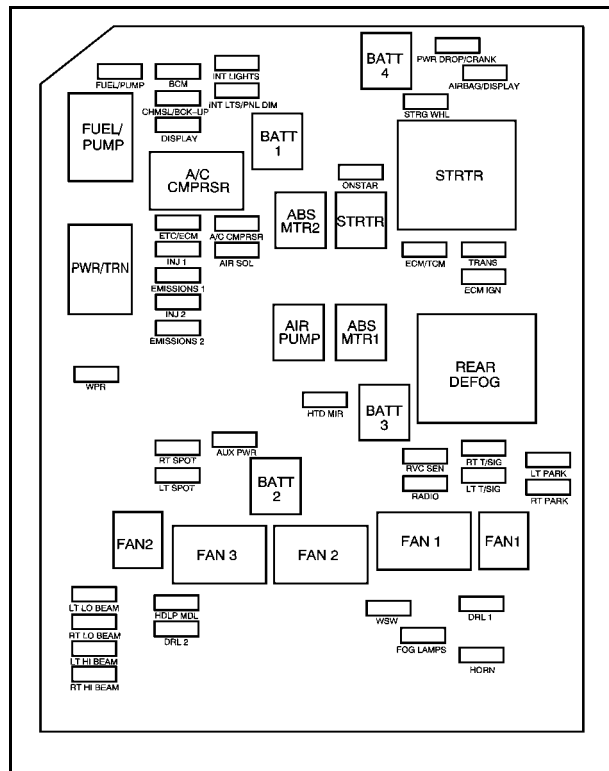 BATT
4
PWR DROP/CRANK
INT LIGHTS
FUEL/PUMP
BCM
AIRBAG/DISPLAY
INT LTS/PNL DIM
CHMSL/BCK-UP
STRG WHL
FUEL/
PUMP
DISPLAY
BATT
1
A/C
CMPRSR
STRTR
ONSTAR
ABS
MTR2
STRTR
ETC/ECM
A/C CMPRSR
INJ 1
AIR SOL
ECM/TCM
TRANS
PWR/TRN
EMISSIONS 1
ECM IGN
INJ 2
EMISSIONS 2
AIR
PUMP
ABS
MTR1
REAR
DEFOG
WPR
HTD MIR
BATT
3
AUX PWR
RT SPOT
RVC SEN
RT T/SIG
LT PARK
LT SPOT
BATT
2
RADIO
LT T/SIG
RT PARK
FAN2
FAN 3
FAN 2
FAN 1
FAN1
LT LO BEAM
HDLP MDL
WSW
DRL 1
RT LO BEAM
DRL 2
FOG LAMPS
LT HI BEAM
HORN
RT HI BEAM